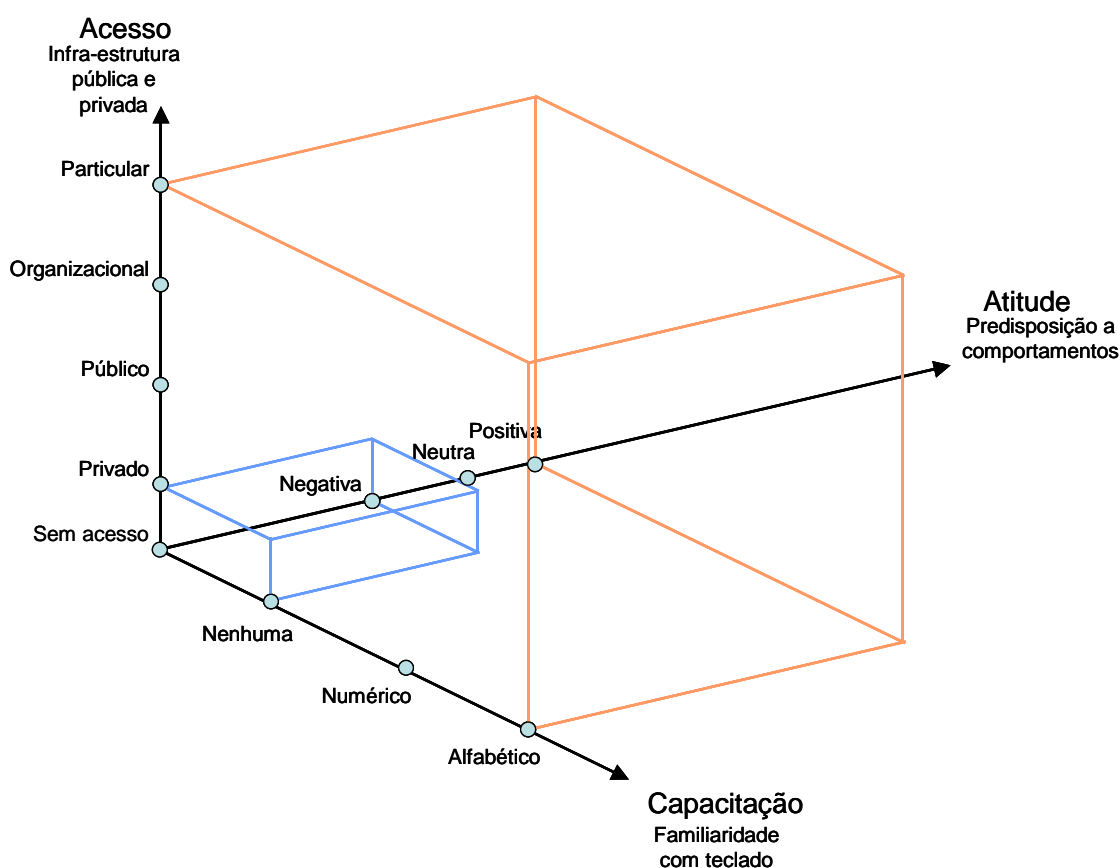 Acesso
Infra-estrutura
pública e
privada
Particular
Organizacional
Público
Privado
Sem acesso
Atitude
Predisposição a
comportamentos
Positiva
Neutra
Negativa
Nenhuma
Numérico
Alfabético
Capacitação
Familiaridade
com teclado